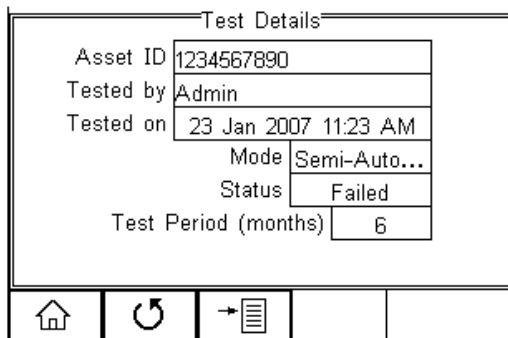 Test Details
Asset ID 1234567890
Tested by Admin
Tested on 23 Jan 2007 11:23 AM
Mode Semi-Auto...
Status Failed
Test Period (months) 6